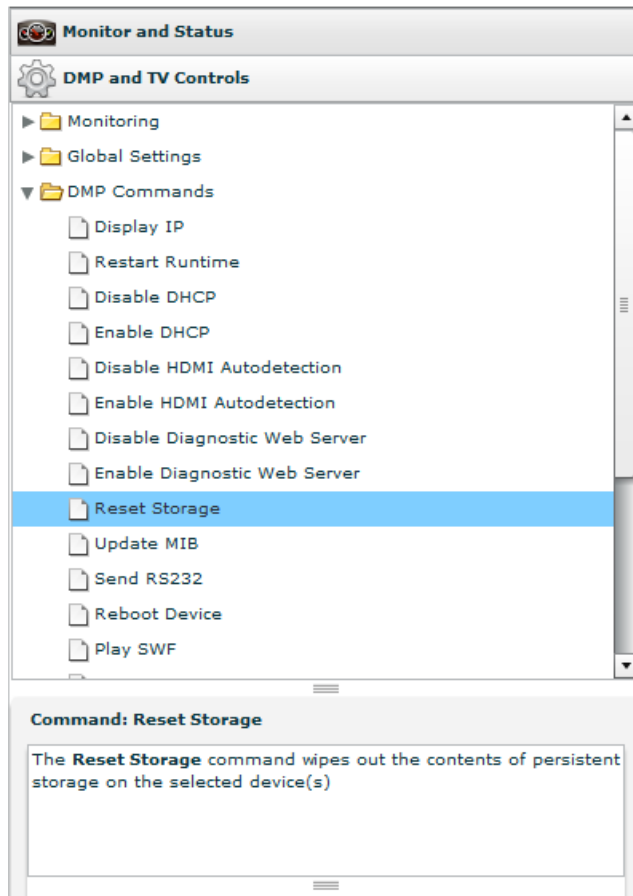 Monitor and Status
DMP and TV Controls
Monitoring
Global Settings
DMP Commands
Display IP
Restart Runtime
Disable DHCP
Enable DHCP
Disable HDMI Autodetection
Enable HDMI Autodetection
Disable Diagnostic Web Server
Enable Diagnostic Web Server
Reset Storage
Update MIB
Send RS232
Reboot Device
Play SWF
Command: Reset Storage
The Reset Storage command wipes out the contents of persistent
storage on the selected device(s)